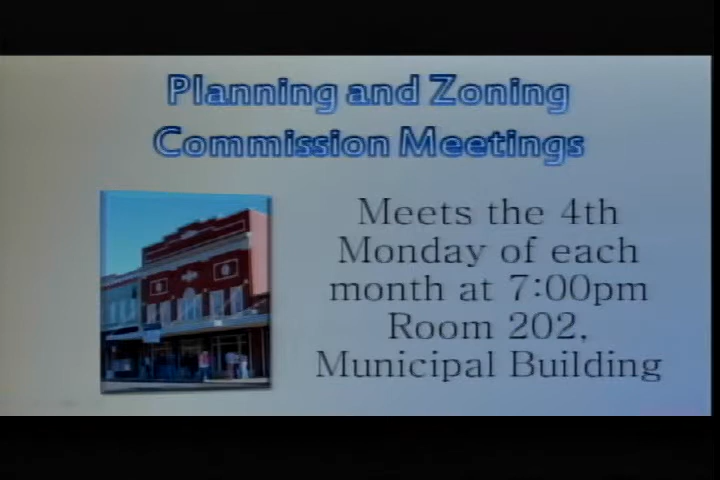 Planning and Zoning
Commission Meetings
Meets the 4th
Monday of each
month at 7:00pm
Room 202,
Municipal Building